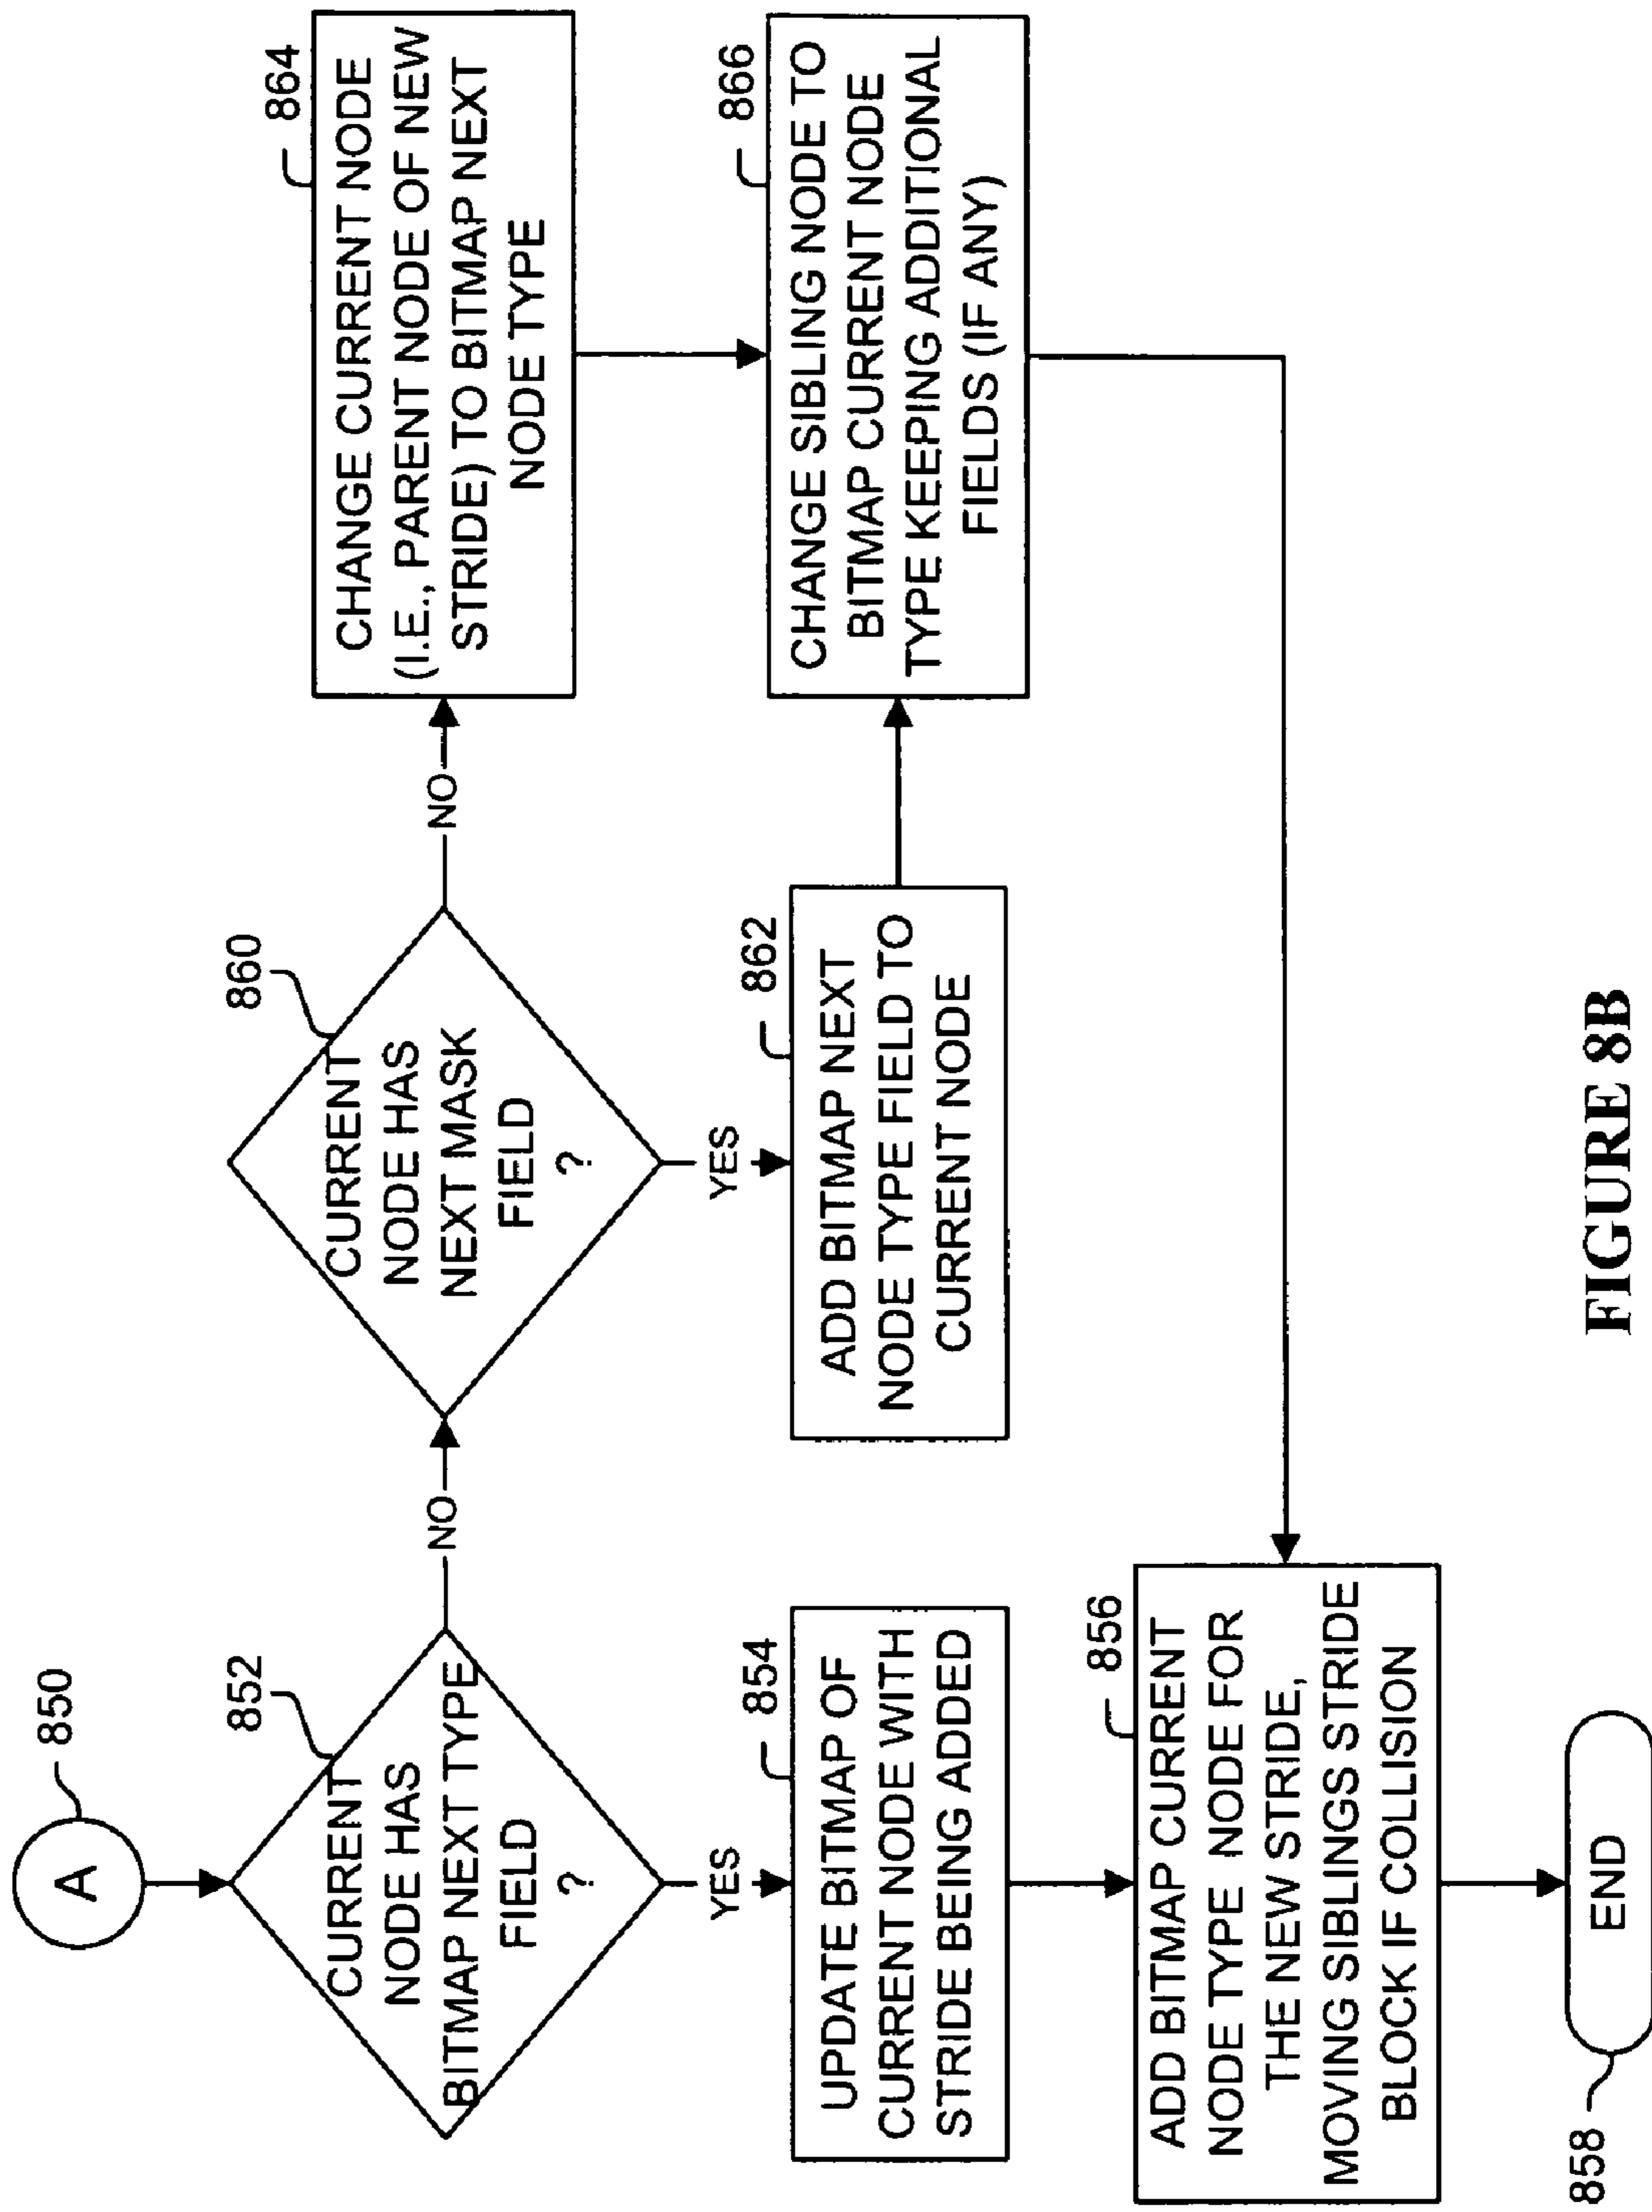 A
850
852
CURRENT
NODE HAS
BITMAP NEXT TYPE
FIELD
?
NO
YES
854
UPDATE BITMAP OF
CURRENT NODE WITH
STRIDE BEING ADDED
856
ADD BITMAP CURRENT
NODE TYPE NODE FOR
THE NEW STRIDE,
MOVING SIBLINGS STRIDE
BLOCK IF COLLISION
858
END
860
CURRENT
NODE HAS
NEXT MASK
FIELD
?
NO
YES
862
ADD BITMAP NEXT
NODE TYPE FIELD TO
CURRENT NODE
864
CHANGE CURRENT NODE
(I.E., PARENT NODE OF NEW
STRIDE) TO BITMAP NEXT
NODE TYPE
866
CHANGE SIBLING NODE TO
BITMAP CURRENT NODE
TYPE KEEPING ADDITIONAL
FIELDS (IF ANY)
FIGURE 8B